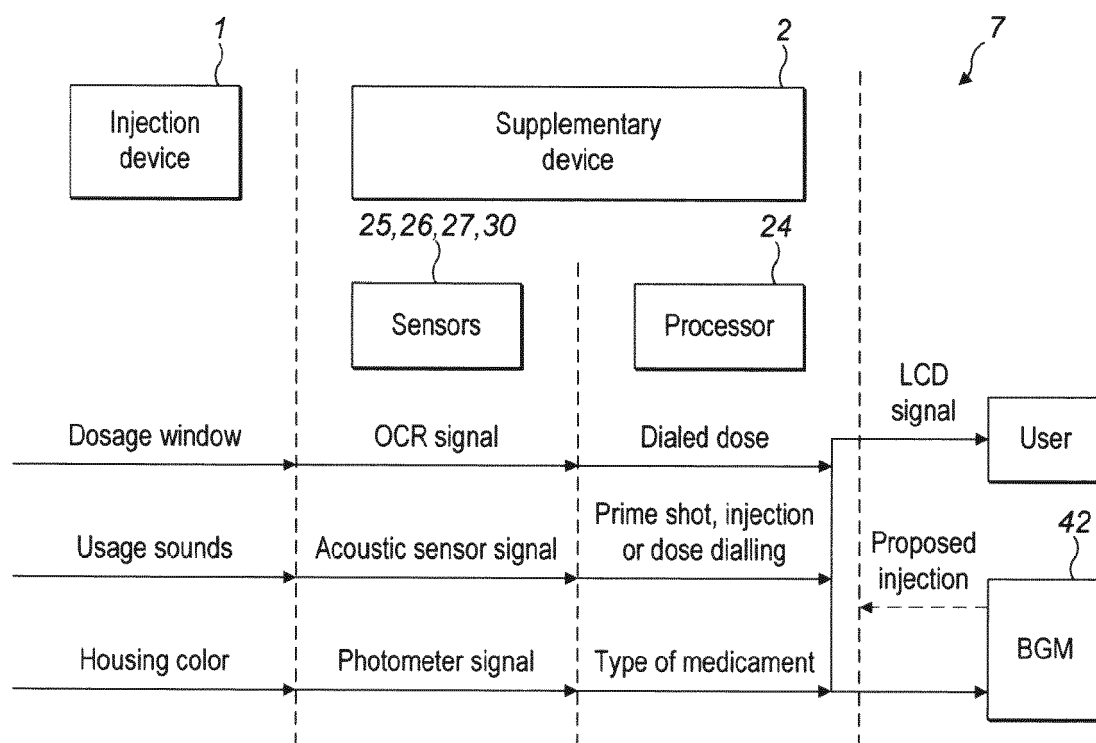 1
2
7
Injection
device
Supplementary
device
25,26,27,30
24
Sensors
Processor
LCD
signal
User
Dosage window
OCR signal
Dialed dose
Usage sounds
Acoustic sensor signal
Prime shot, injection
or dose dialling
Proposed
injection
42
BGM
Housing color
Photometer signal
Type of medicament